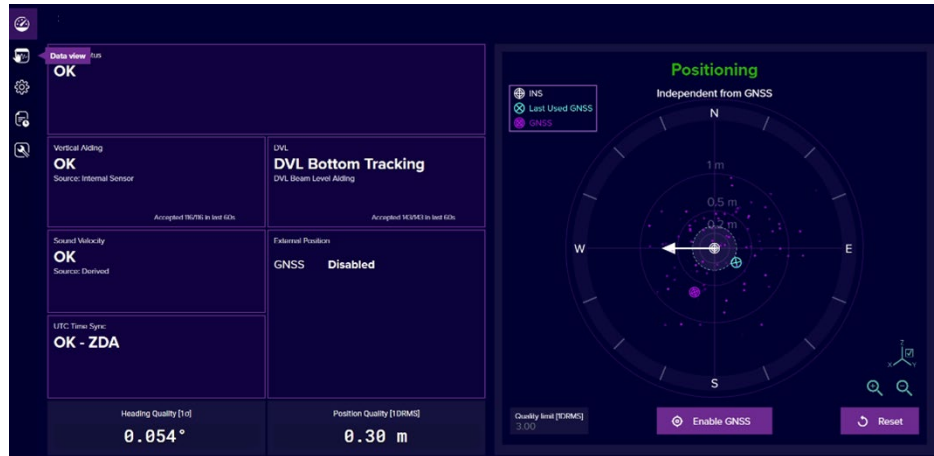 Data view
tus
OK
Vertical Aiding
OK
Source: Internal Sensor
Accepted 116/116 in last 60s
DVL
DVL Bottom Tracking
DVL Beam Level Aiding
Accepted 143/143 in last 60s
Sound Velocity
OK
Source: Derived
External Position
GNSS Disabled
UTC Time Sync
OK - ZDA
Heading Quality [1σ]
0.054°
Position Quality [1DRMS]
0.30 m
Positioning
Independent from GNSS
INS
Last Used GNSS
GNSS
N
1 m
0.5 m
0.2 m
W
E
S
Z
X
Y
Quality limit [1DRMS]
3.00
Enable GNSS
Reset